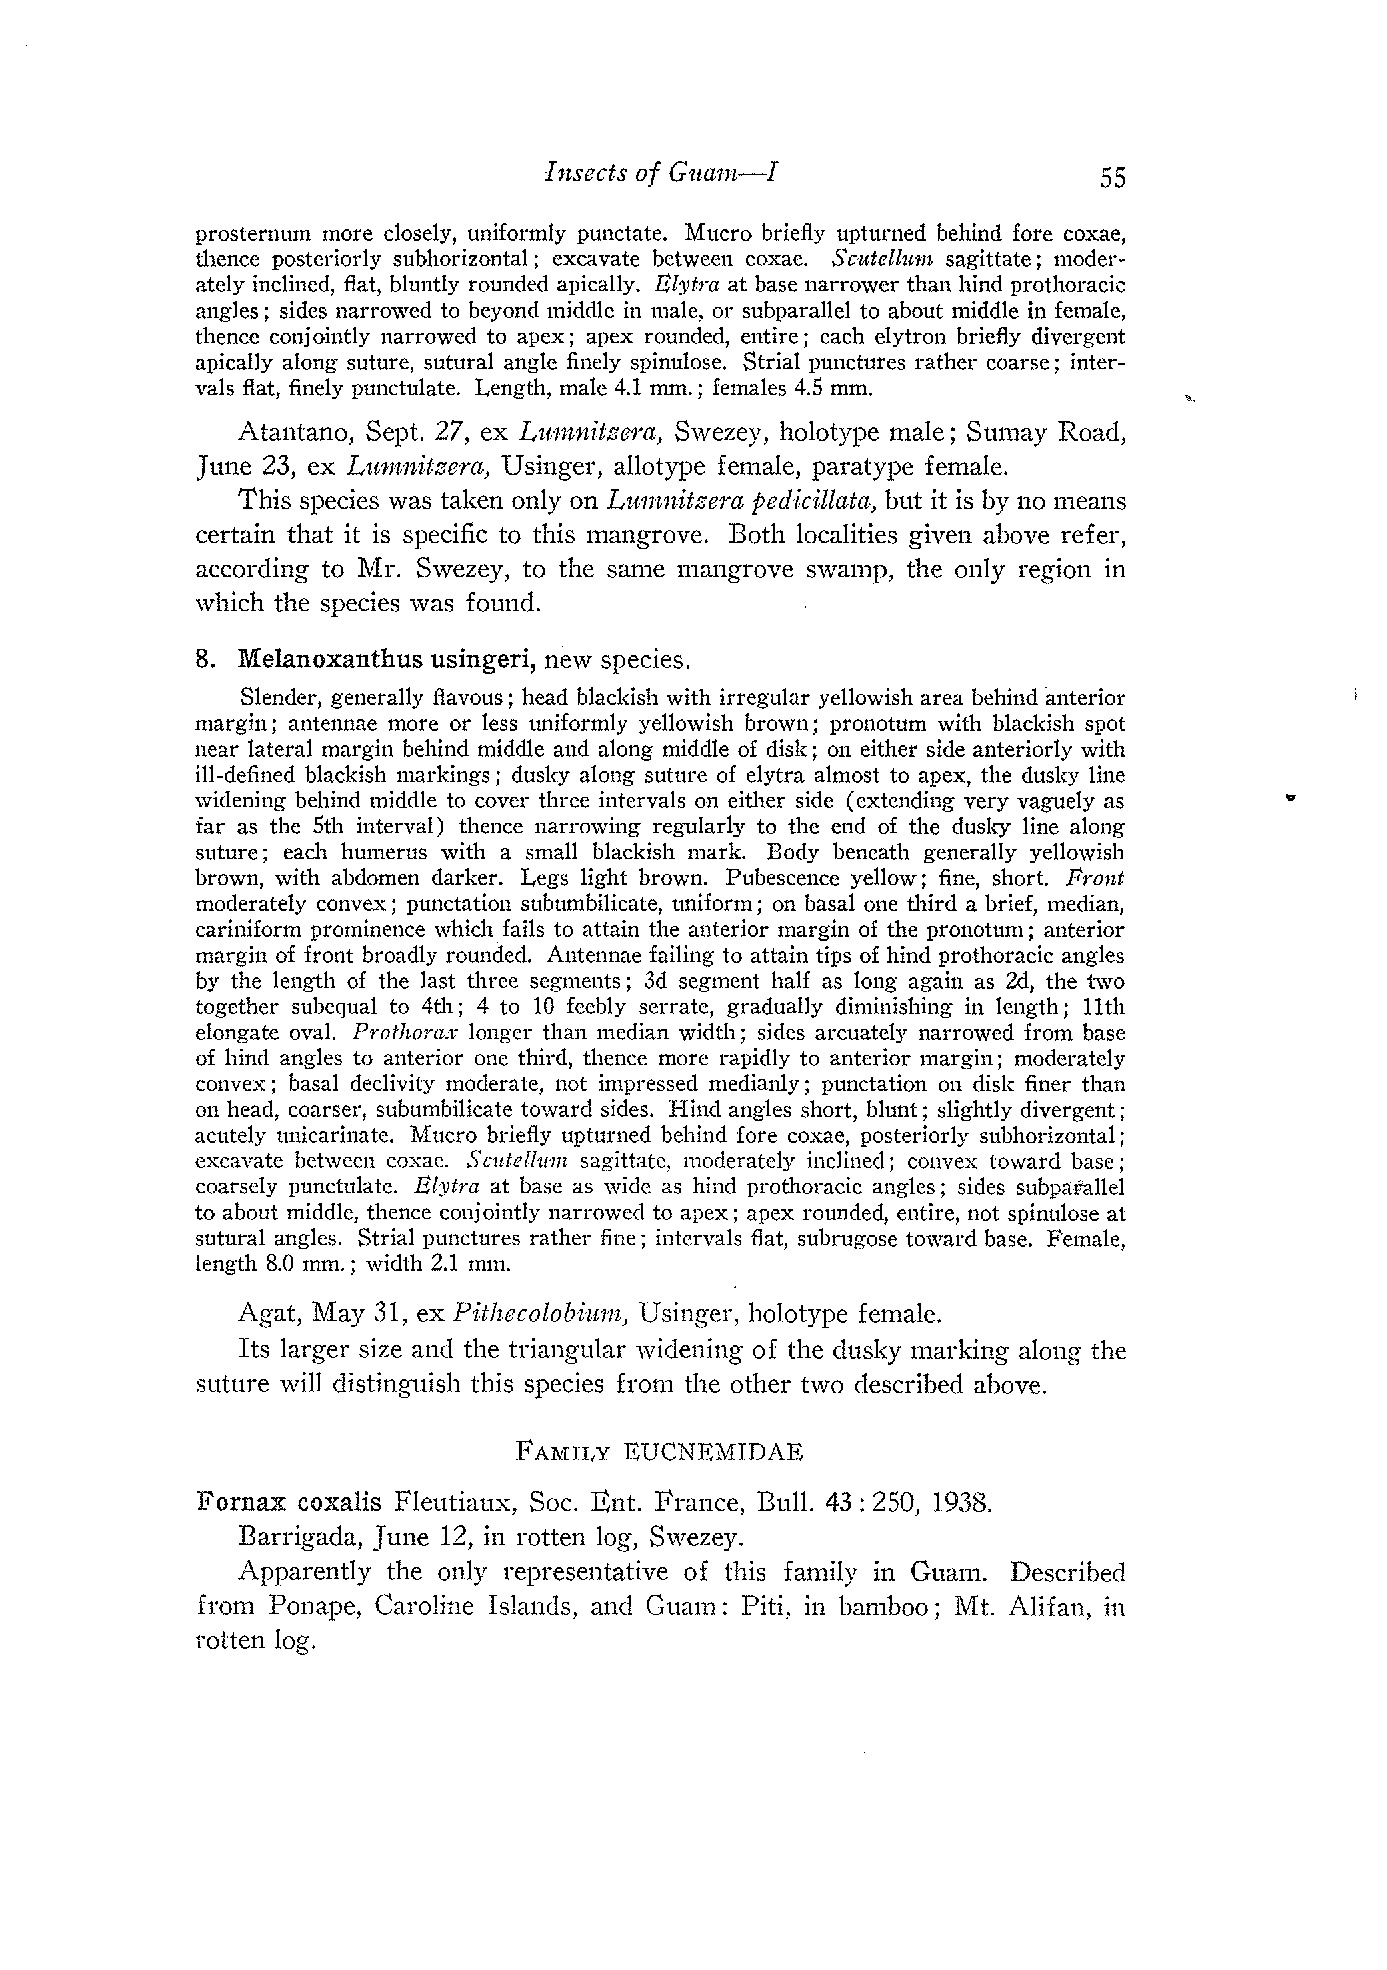 Insects of Guam—I 55
prosternum more closely, uniformly punctate. Mucro briefly upturned behind fore coxae,
thence posteriorly subhorizontal; excavate between coxae. Scutellum sagittate; moder-
ately inclined, flat, bluntly rounded apically. Elytra at base narrower than hind prothoracic
angles; sides narrowed to beyond middle in male, or subparallel to about middle in female,
thence conjointly narrowed to apex; apex rounded, entire; each elytron briefly divergent
apically along suture, sutural angle finely spinulose. Strial punctures rather coarse; inter-
vals flat, finely punctulate. Length, male 4.1 mm.; females 4.5 mm.
Atantano, Sept. 27, ex Lumnitzera, Swezey, holotype male; Sumay Road,
June 23, ex Lumnitzera, Usinger, allotype female, paratype female.
This species was taken only on Lumnitzera pedicillata, but it is by no means
certain that it is specific to this mangrove. Both localities given above refer,
according to Mr. Swezey, to the same mangrove swamp, the only region in
which the species was found.
8. Melanoxanthus usingeri, new species.
Slender, generally flavous; head blackish with irregular yellowish area behind anterior
margin; antennae more or less uniformly yellowish brown; pronotum with blackish spot
near lateral margin behind middle and along middle of disk; on either side anteriorly with
ill-defined blackish markings; dusky along suture of elytra almost to apex, the dusky line
widening behind middle to cover three intervals on either side (extending very vaguely as
far as the 5th interval) thence narrowing regularly to the end of the dusky line along
suture; each humerus with a small blackish mark. Body beneath generally yellowish
brown, with abdomen darker. Legs light brown. Pubescence yellow; fine, short. Front
moderately convex; punctation subumbilicate, uniform; on basal one third a brief, median,
cariniform prominence which fails to attain the anterior margin of the pronotum; anterior
margin of front broadly rounded. Antennae failing to attain tips of hind prothoracic angles
by the length of the last three segments; 3d segment half as long again as 2d, the two
together subequal to 4th; 4 to 10 feebly serrate, gradually diminishing in length; 11th
elongate oval. Prothorax longer than median width; sides arcuately narrowed from base
of hind angles to anterior one third, thence more rapidly to anterior margin; moderately
convex; basal declivity moderate, not impressed medianly; punctation on disk finer than
on head, coarser, subumbilicate toward sides. Hind angles short, blunt; slightly divergent;
acutely unicarinate. Mucro briefly upturned behind fore coxae, posteriorly subhorizontal;
excavate between coxae. Scutellum sagittate, moderately inclined; convex toward base;
coarsely punctulate. Elytra at base as wide as hind prothoracic angles; sides subparallel
to about middle, thence conjointly narrowed to apex; apex rounded, entire, not spinulose at
sutural angles. Strial punctures rather fine; intervals flat, subrugose toward base. Female,
length 8.0 mm.; width 2.1 mm.
Agat, May 31, ex Pithecolobium, Usinger, holotype female.
Its larger size and the triangular widening of the dusky marking along the
suture will distinguish this species from the other two described above.
FAMILY EUCNEMIDAE
Fornax coxalis Fleutiaux, Soc. Ent. France, Bull. 43: 250, 1938.
Barrigada, June 12, in rotten log, Swezey.
Apparently the only representative of this family in Guam. Described
from Ponape, Caroline Islands, and Guam: Piti, in bamboo; Mt. Alifan, in
rotten log.